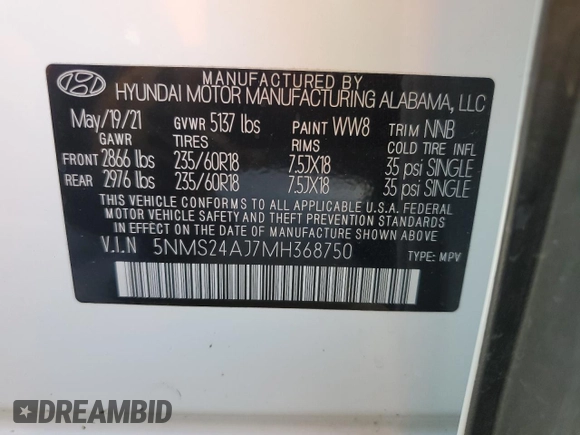 MANUFACTURED BY
HYUNDAI MOTOR MANUFACTURING ALABAMA, LLC
May/19/21 GVWR 5137 lbs PAINT WW8 TRIM NNB
GAWR TIRES RIMS COLD TIRE INFL
FRONT 2866 lbs 235/60R18 7.5JX18 35 psi SINGLE
REAR 2976 lbs 235/60R18 7.5JX18 35 psi SINGLE
THIS VEHICLE CONFORMS TO ALL APPLICABLE U.S.A. FEDERAL
MOTOR VEHICLE SAFETY AND THEFT PREVENTION STANDARDS
IN EFFECT ON THE DATE OF MANUFACTURE SHOWN ABOVE.
V.I.N 5NMS24AJ7MH368750 TYPE: MPV
DREAMBID